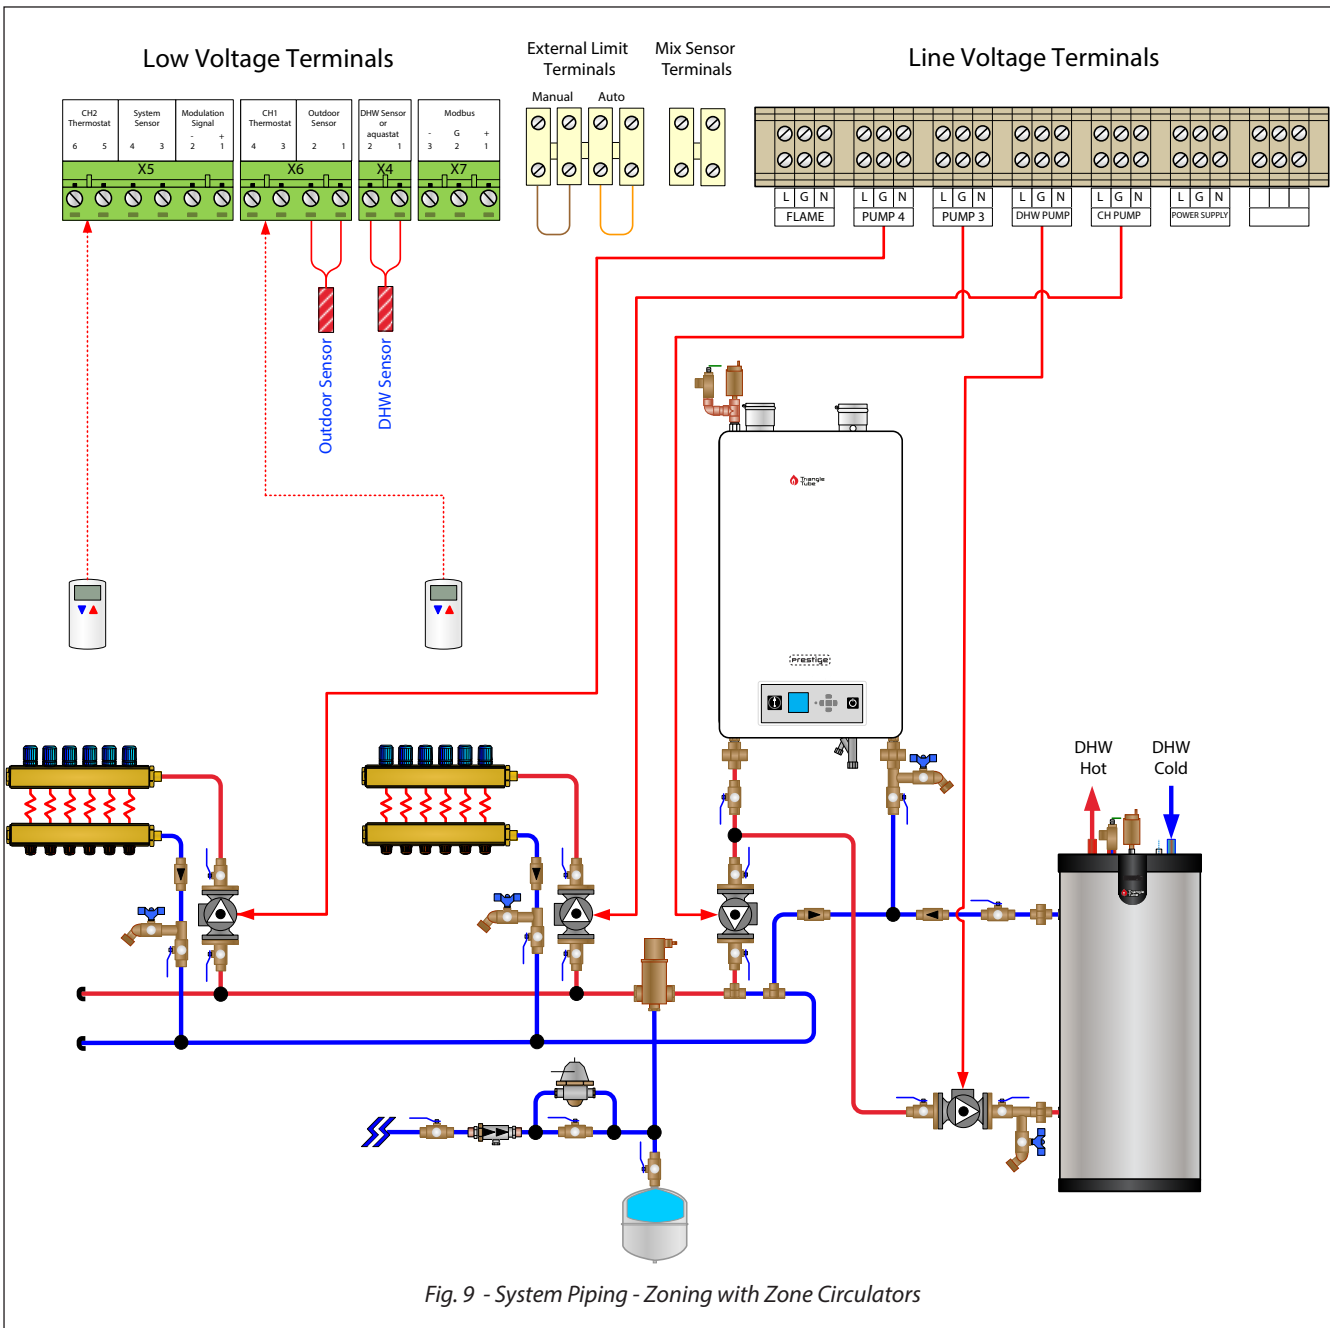 Low Voltage Terminals
External Limit
Terminals
Mix Sensor
Terminals
Line Voltage Terminals
Manual Auto
CH2
Thermostat
6 5
System
Sensor
4 3
Modulation
Signal
- +
2 1
X5
CH1
Thermostat
4 3
Outdoor
Sensor
2 1
X6
DHW Sensor
or
aquastat
2 1
X4
Modbus
- G +
3 2 1
X7
L G N
FLAME
L G N
PUMP 4
L G N
PUMP 3
L G N
DHW PUMP
L G N
CH PUMP
L G N
POWER SUPPLY
Outdoor Sensor
DHW Sensor
Triangle
Tube
Prestige
DHW
Hot
DHW
Cold
Triangle
Tube
Fig. 9 - System Piping - Zoning with Zone Circulators